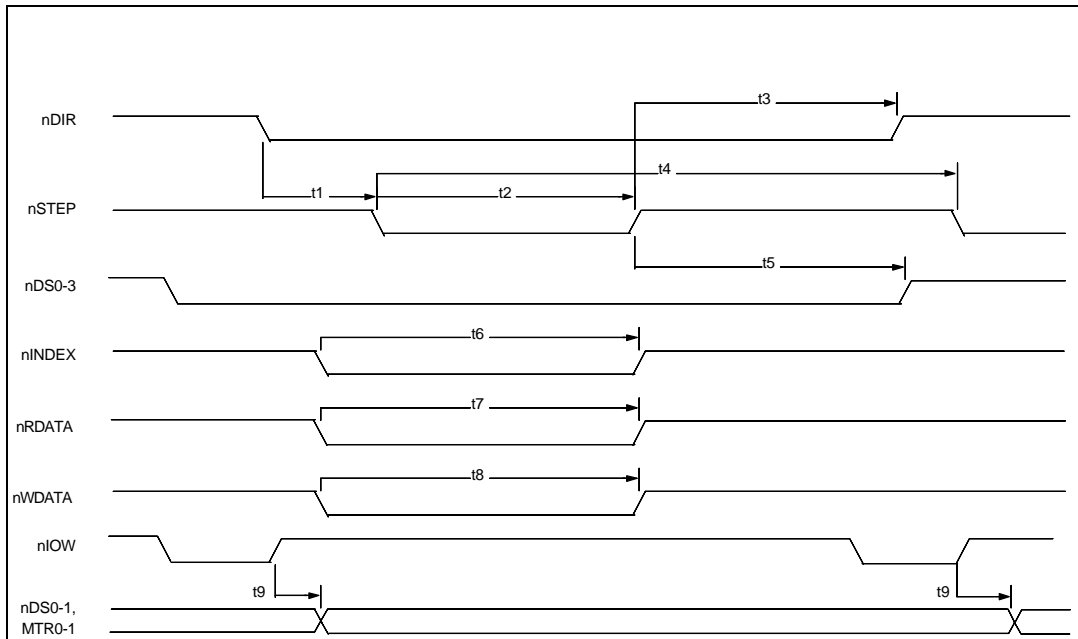 t3
nDIR
t4
t1
t2
nSTEP
t5
nDS0-3
t6
nINDEX
t7
nRDATA
t8
nWDATA
nIOW
t9
t9
nDS0-1,
MTR0-1